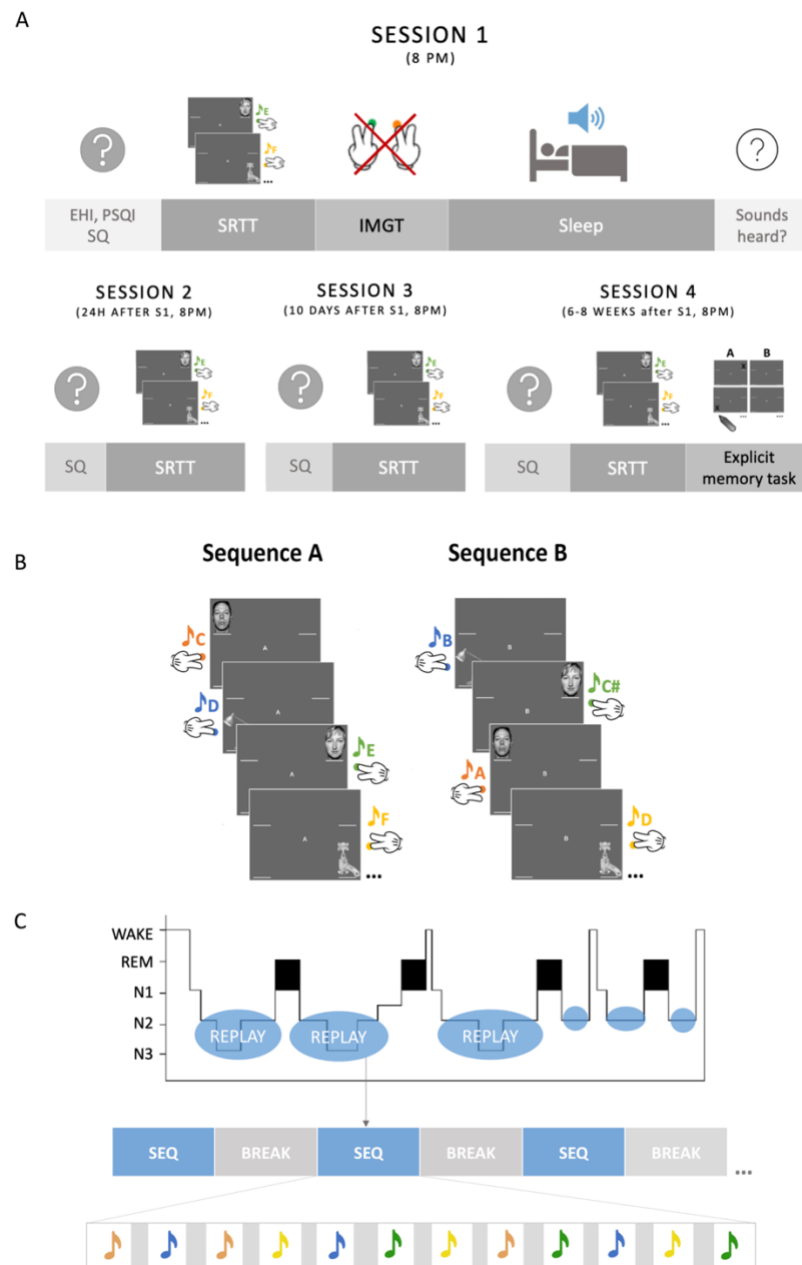 A
SESSION 1
(8 PM)
?
♪E
♪F
...
?
EHI, PSQI
SQ
SRTT
IMGT
Sleep
Sounds
heard?
SESSION 2
(24H AFTER S1, 8PM)
SESSION 3
(10 DAYS AFTER S1, 8PM)
SESSION 4
(6-8 WEEKS after S1, 8PM)
?
♪E
♪F
...
?
♪E
♪F
...
?
♪E
♪F
...
A B
X
X
... ...
SQ
SRTT
SQ
SRTT
SQ
SRTT
Explicit
memory task
B
Sequence A
Sequence B
♪C
A
♪D
A
A
♪E
A
♪F
...
♪B
B
B
♪C#
♪A
B
B
♪D
...
C
WAKE
REM
N1
N2
N3
REPLAY
REPLAY
REPLAY
SEQ BREAK SEQ BREAK SEQ BREAK ...